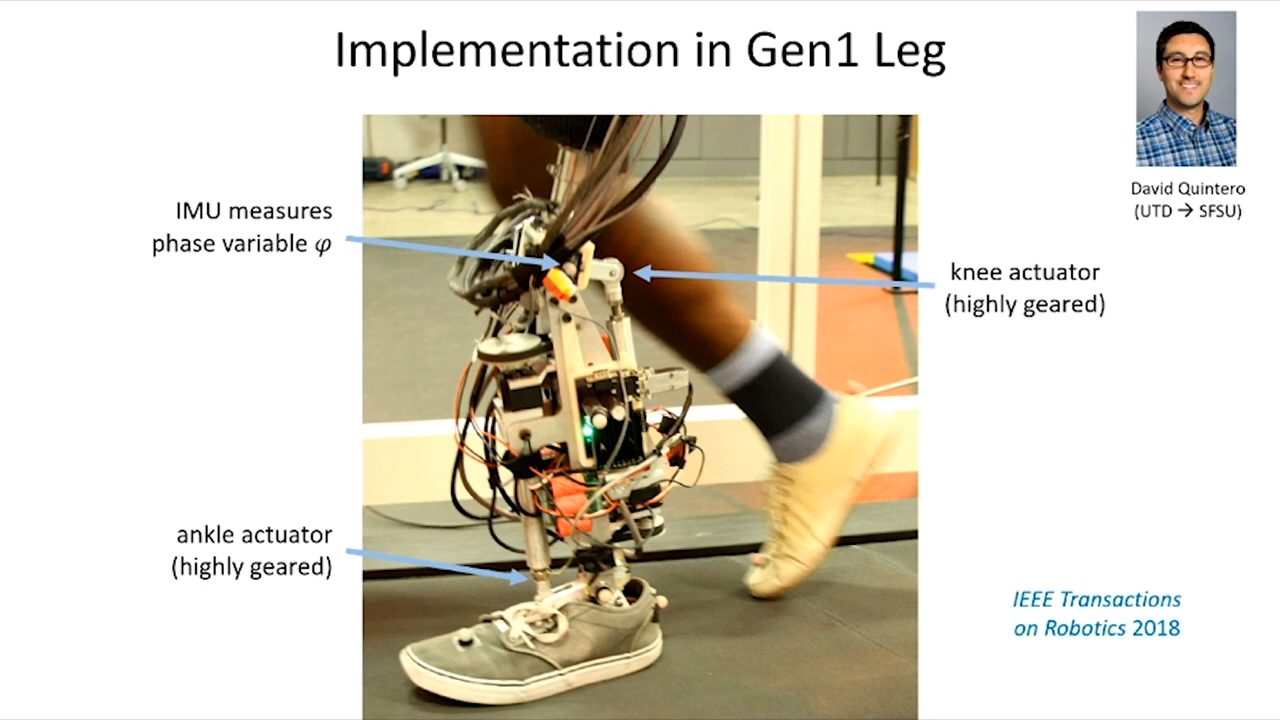 Implementation in Gen1 Leg
David Quintero
(UTD → SFSU)
IMU measures
phase variable φ
knee actuator
(highly geared)
ankle actuator
(highly geared)
IEEE Transactions
on Robotics 2018